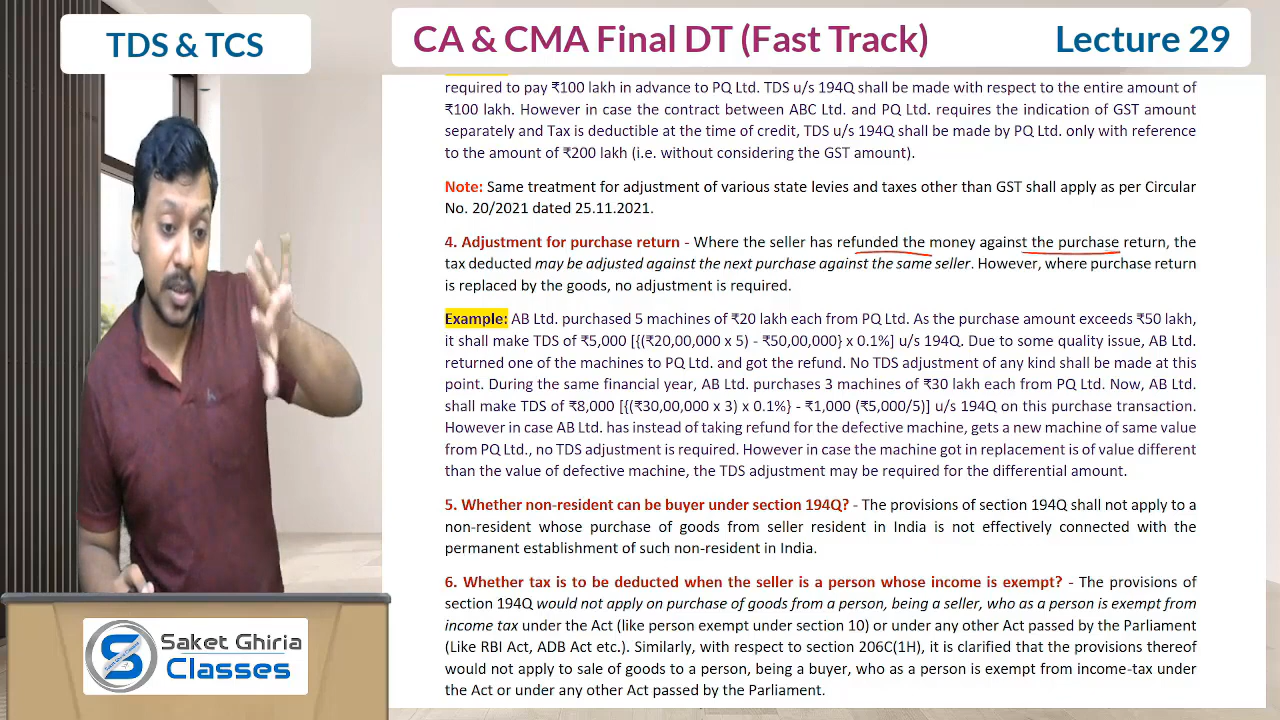 TDS & TCS
CA & CMA Final DT (Fast Track)
Lecture 29
required to pay ₹100 lakh in advance to PQ Ltd. TDS u/s 194Q shall be made with respect to the entire amount of
₹100 lakh. However in case the contract between ABC Ltd. and PQ Ltd. requires the indication of GST amount
separately and Tax is deductible at the time of credit, TDS u/s 194Q shall be made by PQ Ltd. only with reference
to the amount of ₹200 lakh (i.e. without considering the GST amount).
Note: Same treatment for adjustment of various state levies and taxes other than GST shall apply as per Circular
No. 20/2021 dated 25.11.2021.
4. Adjustment for purchase return - Where the seller has refunded the money against the purchase return, the
tax deducted may be adjusted against the next purchase against the same seller. However, where purchase return
is replaced by the goods, no adjustment is required.
Example: AB Ltd. purchased 5 machines of ₹20 lakh each from PQ Ltd. As the purchase amount exceeds ₹50 lakh,
it shall make TDS of ₹5,000 [{(₹20,00,000 x 5) - ₹50,00,000} x 0.1%] u/s 194Q. Due to some quality issue, AB Ltd.
returned one of the machines to PQ Ltd. and got the refund. No TDS adjustment of any kind shall be made at this
point. During the same financial year, AB Ltd. purchases 3 machines of ₹30 lakh each from PQ Ltd. Now, AB Ltd.
shall make TDS of ₹8,000 [{(₹30,00,000 x 3) x 0.1%} - ₹1,000 (₹5,000/5)] u/s 194Q on this purchase transaction.
However in case AB Ltd. has instead of taking refund for the defective machine, gets a new machine of same value
from PQ Ltd., no TDS adjustment is required. However in case the machine got in replacement is of value different
than the value of defective machine, the TDS adjustment may be required for the differential amount.
5. Whether non-resident can be buyer under section 194Q? - The provisions of section 194Q shall not apply to a
non-resident whose purchase of goods from seller resident in India is not effectively connected with the
permanent establishment of such non-resident in India.
6. Whether tax is to be deducted when the seller is a person whose income is exempt? - The provisions of
section 194Q would not apply on purchase of goods from a person, being a seller, who as a person is exempt from
income tax under the Act (like person exempt under section 10) or under any other Act passed by the Parliament
(Like RBI Act, ADB Act etc.). Similarly, with respect to section 206C(1H), it is clarified that the provisions thereof
would not apply to sale of goods to a person, being a buyer, who as a person is exempt from income-tax under
the Act or under any other Act passed by the Parliament.
Saket Ghiria
Classes